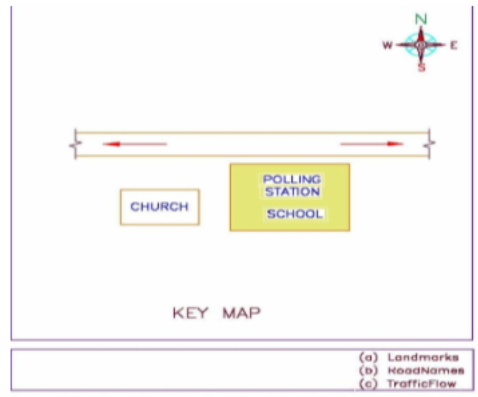 N
W E
S
POLLING
STATION
CHURCH
SCHOOL
KEY MAP
(a) Landmarks
(b) RoadNames
(c) TrafficFlow